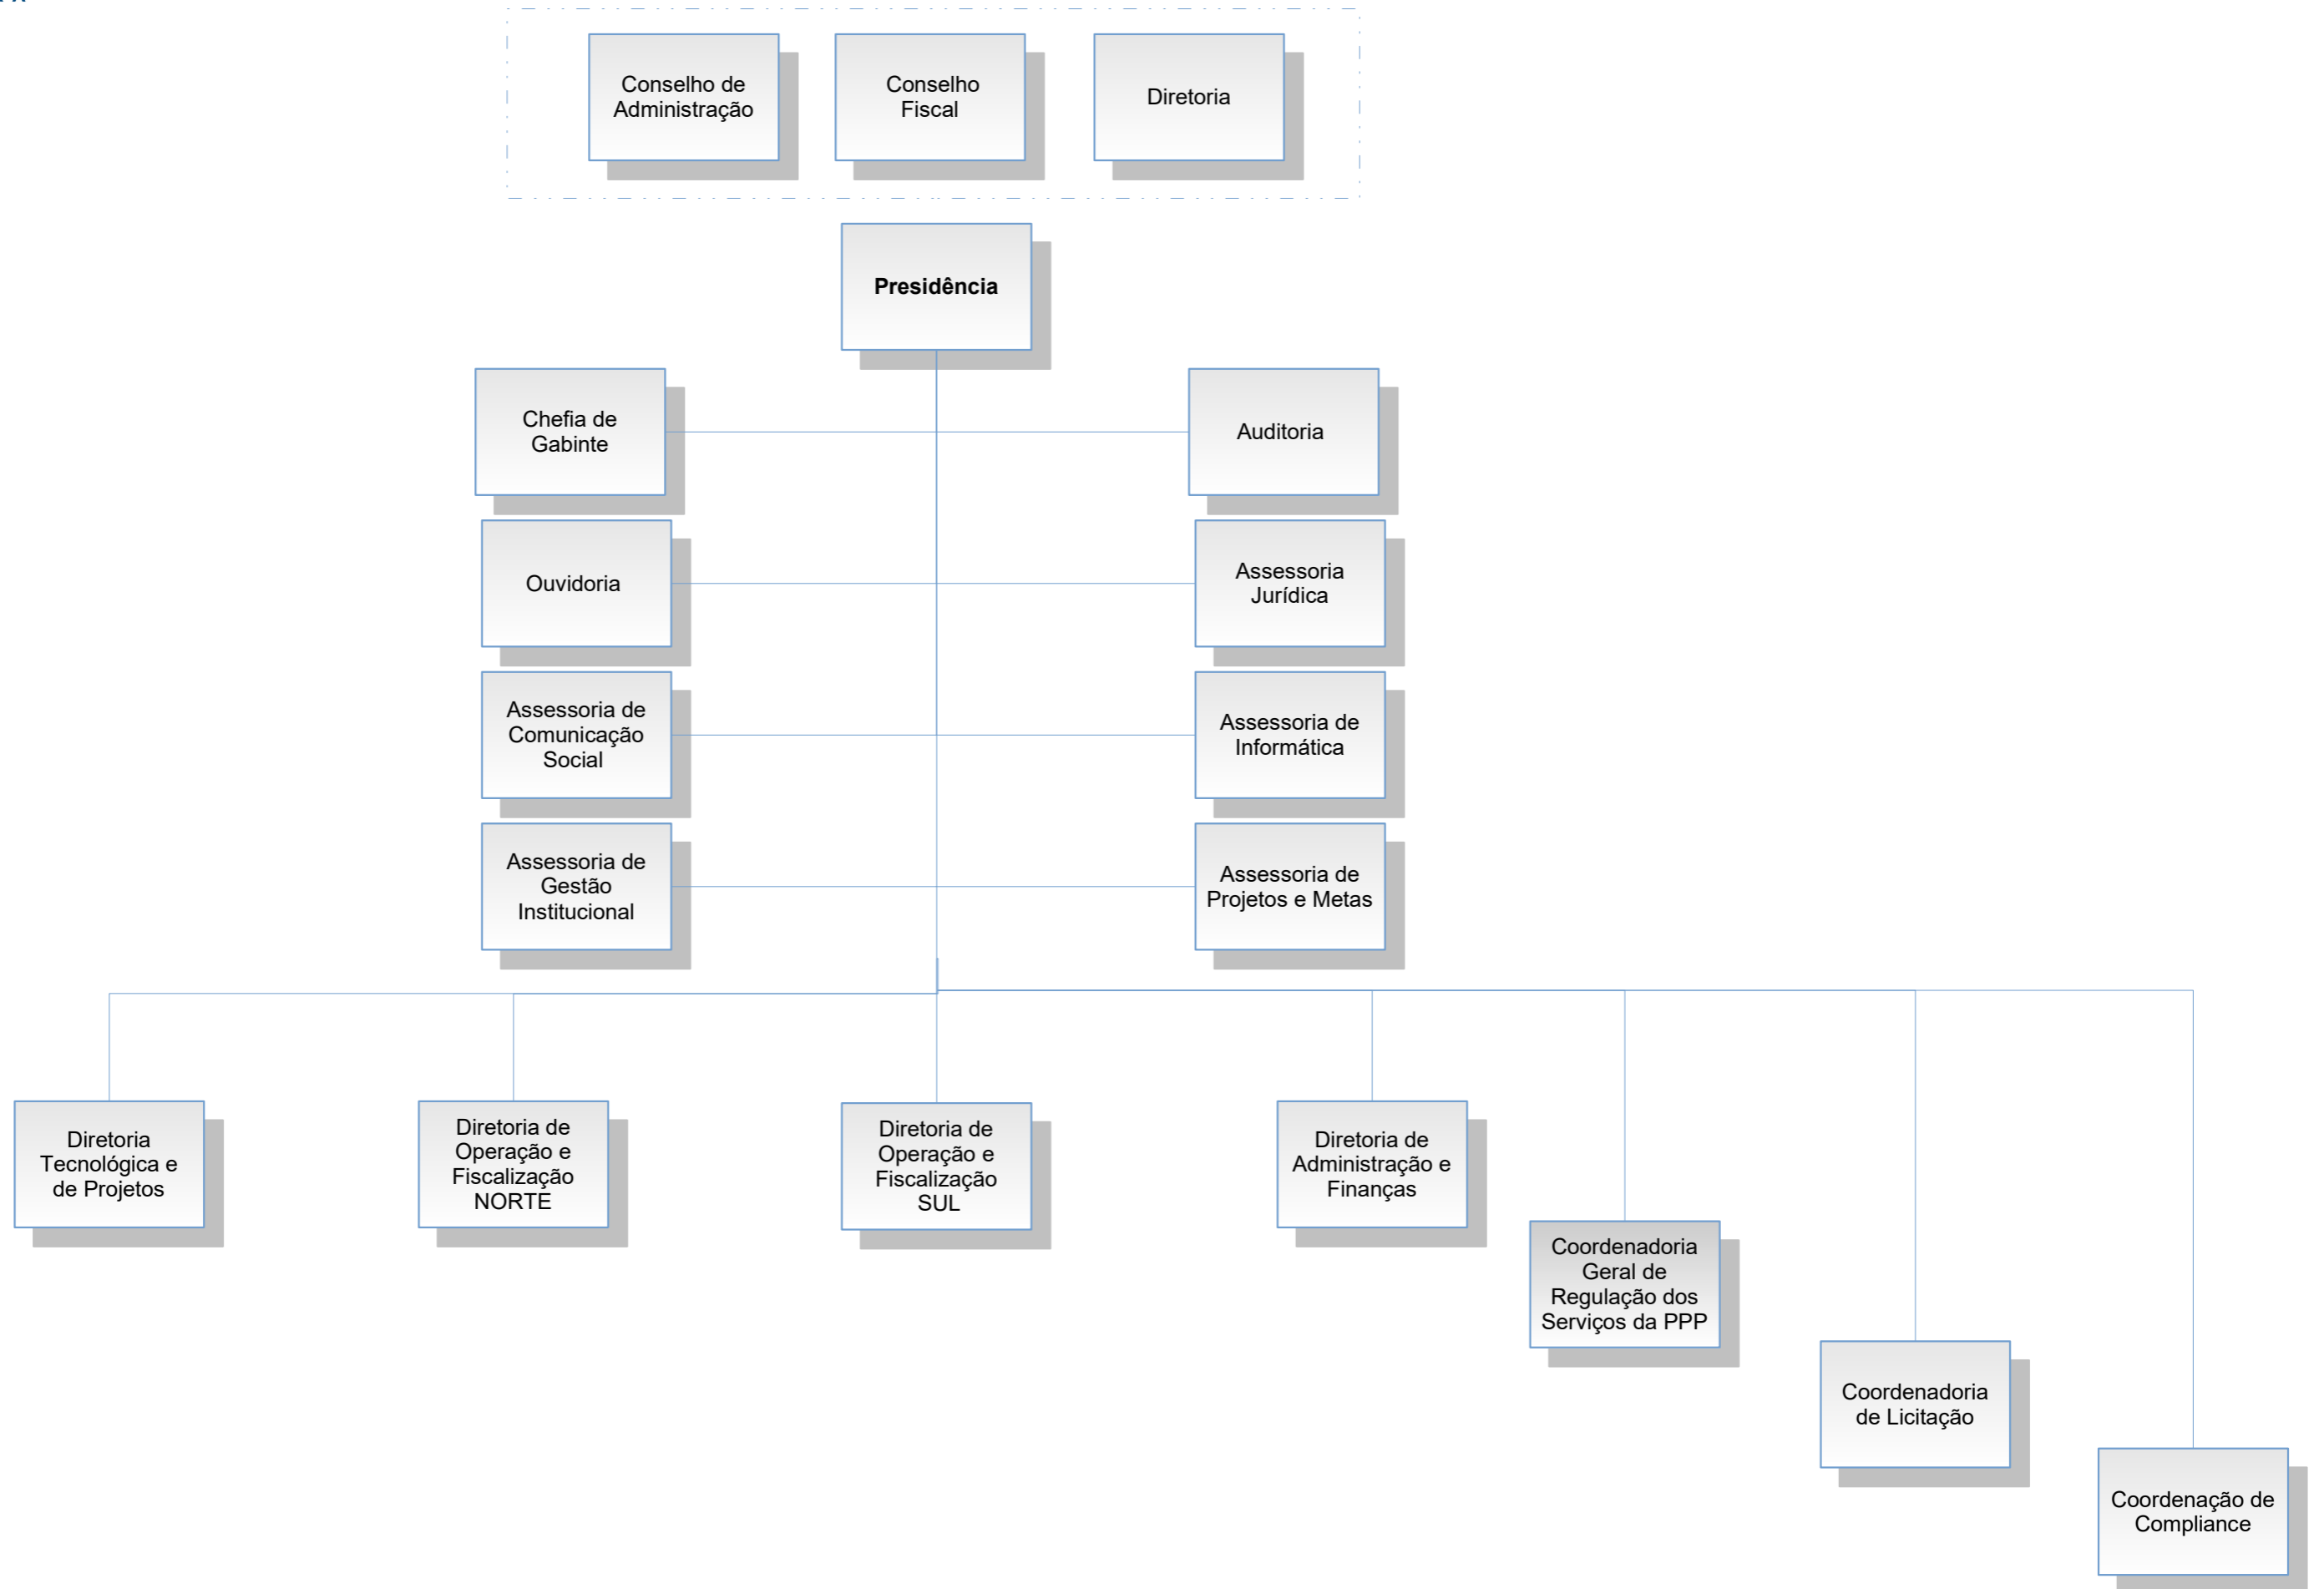 Conselho de
Administração
Conselho
Fiscal
Diretoria
Presidência
Chefia de
Gabinte
Auditoria
Ouvidoria
Assessoria
Jurídica
Assessoria de
Comunicação
Social
Assessoria de
Informática
Assessoria de
Gestão
Institucional
Assessoria de
Projetos e Metas
Diretoria
Tecnológica e
de Projetos
Diretoria de
Operação e
Fiscalização
NORTE
Diretoria de
Operação e
Fiscalização
SUL
Diretoria de
Administração e
Finanças
Coordenadoria
Geral de
Regulação dos
Serviços da PPP
Coordenadoria
de Licitação
Coordenação de
Compliance